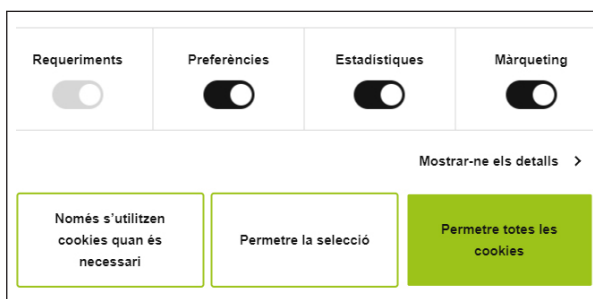 Requeriments
Preferències
Estadístiques
Màrqueting
Mostrar-ne els detalls
Només s'utilitzen
cookies quan és
necessari
Permetre la selecció
Permetre totes les
cookies